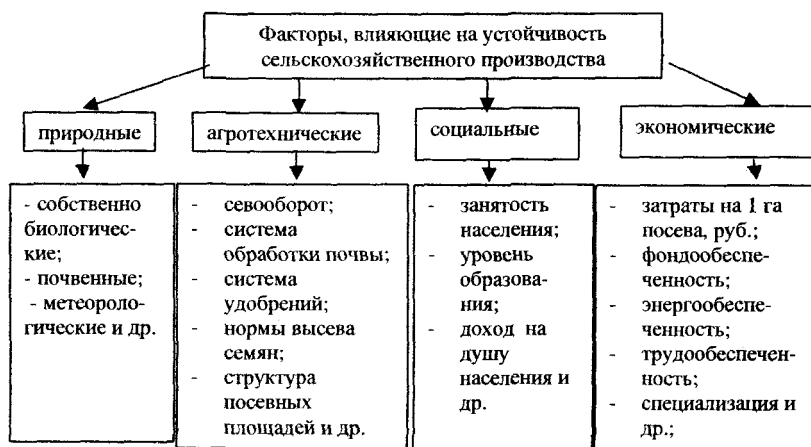 Факторы, влияющие на устойчивость
сельскохозяйственного производства
природные
агротехнические
социальные
экономические
- собственно
биологичес-
кие;
- почвенные;
- метеороло-
гические и др.
- севооборот;
- система
обработки почвы;
- система
удобрений;
- нормы высева
семян;
- структура
посевных
площадей и др.
- занятость
населения;
- уровень
образова-
ния;
- доход на
душу
населения и
др.
- затраты на 1 га
посева, руб.;
- фондообеспе-
ченность;
- энергообеспе-
ченность;
- трудообеспечен-
ность;
- специализация и
др.;